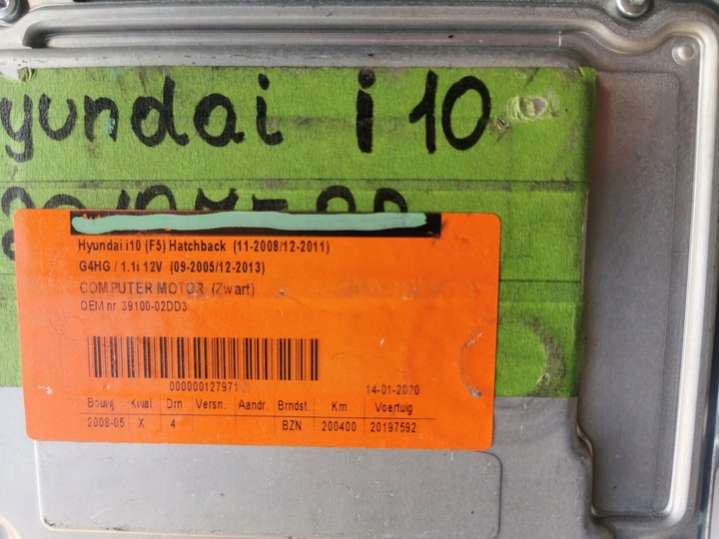 yundai i 10
Hyundai i10 (F5) Hatchback (11-2008/12-2011)
G4HG / 1.1i 12V (09-2005/12-2013)
COMPUTER MOTOR (Zwart)
OEM nr. 39100-02DD3
000000127971
14-01-2020
Bouwj Kwal Drn Versn. Aandr. Brndst. Km Voertuig
2008-05 X 4 BZN 200400 20197592